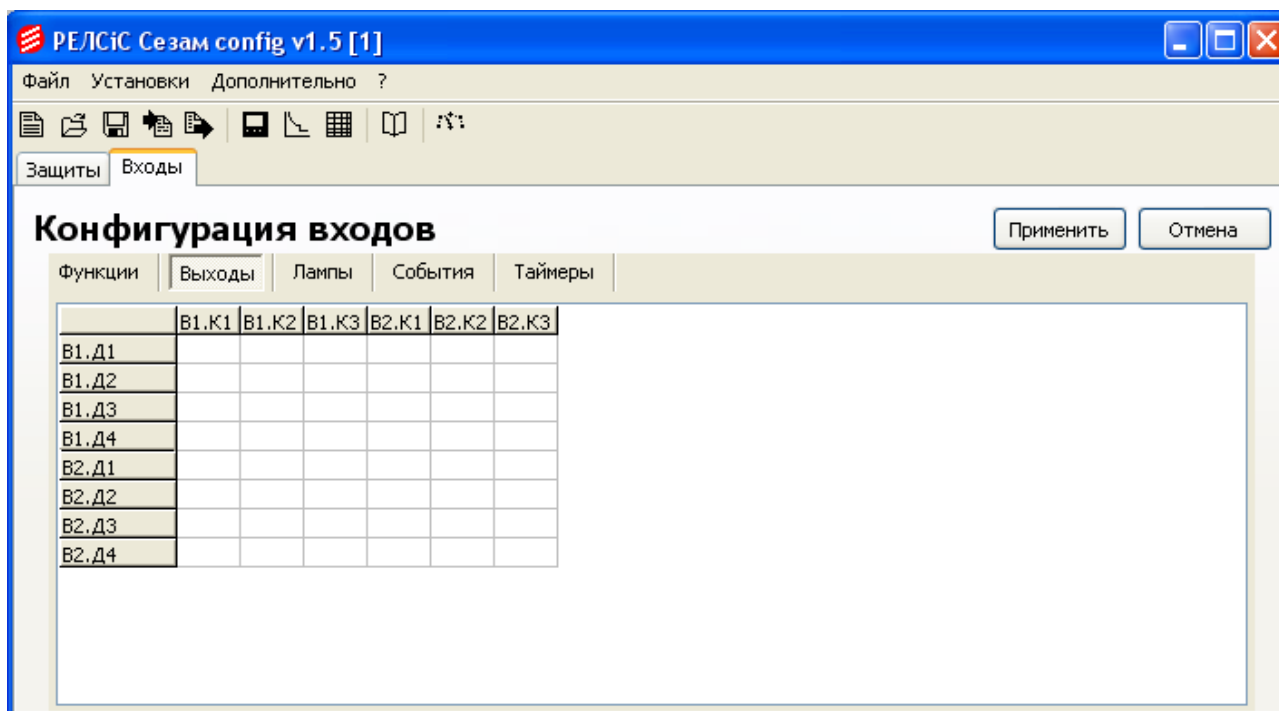 РЕЛСіС Сезам config v1.5 [1]
Файл Установки Дополнительно ?
Защиты Входы
Конфигурация входов
Применить Отмена
Функции Выходы Лампы События Таймеры
В1.К1 В1.К2 В1.К3 В2.К1 В2.К2 В2.К3
В1.Д1
В1.Д2
В1.Д3
В1.Д4
В2.Д1
В2.Д2
В2.Д3
В2.Д4